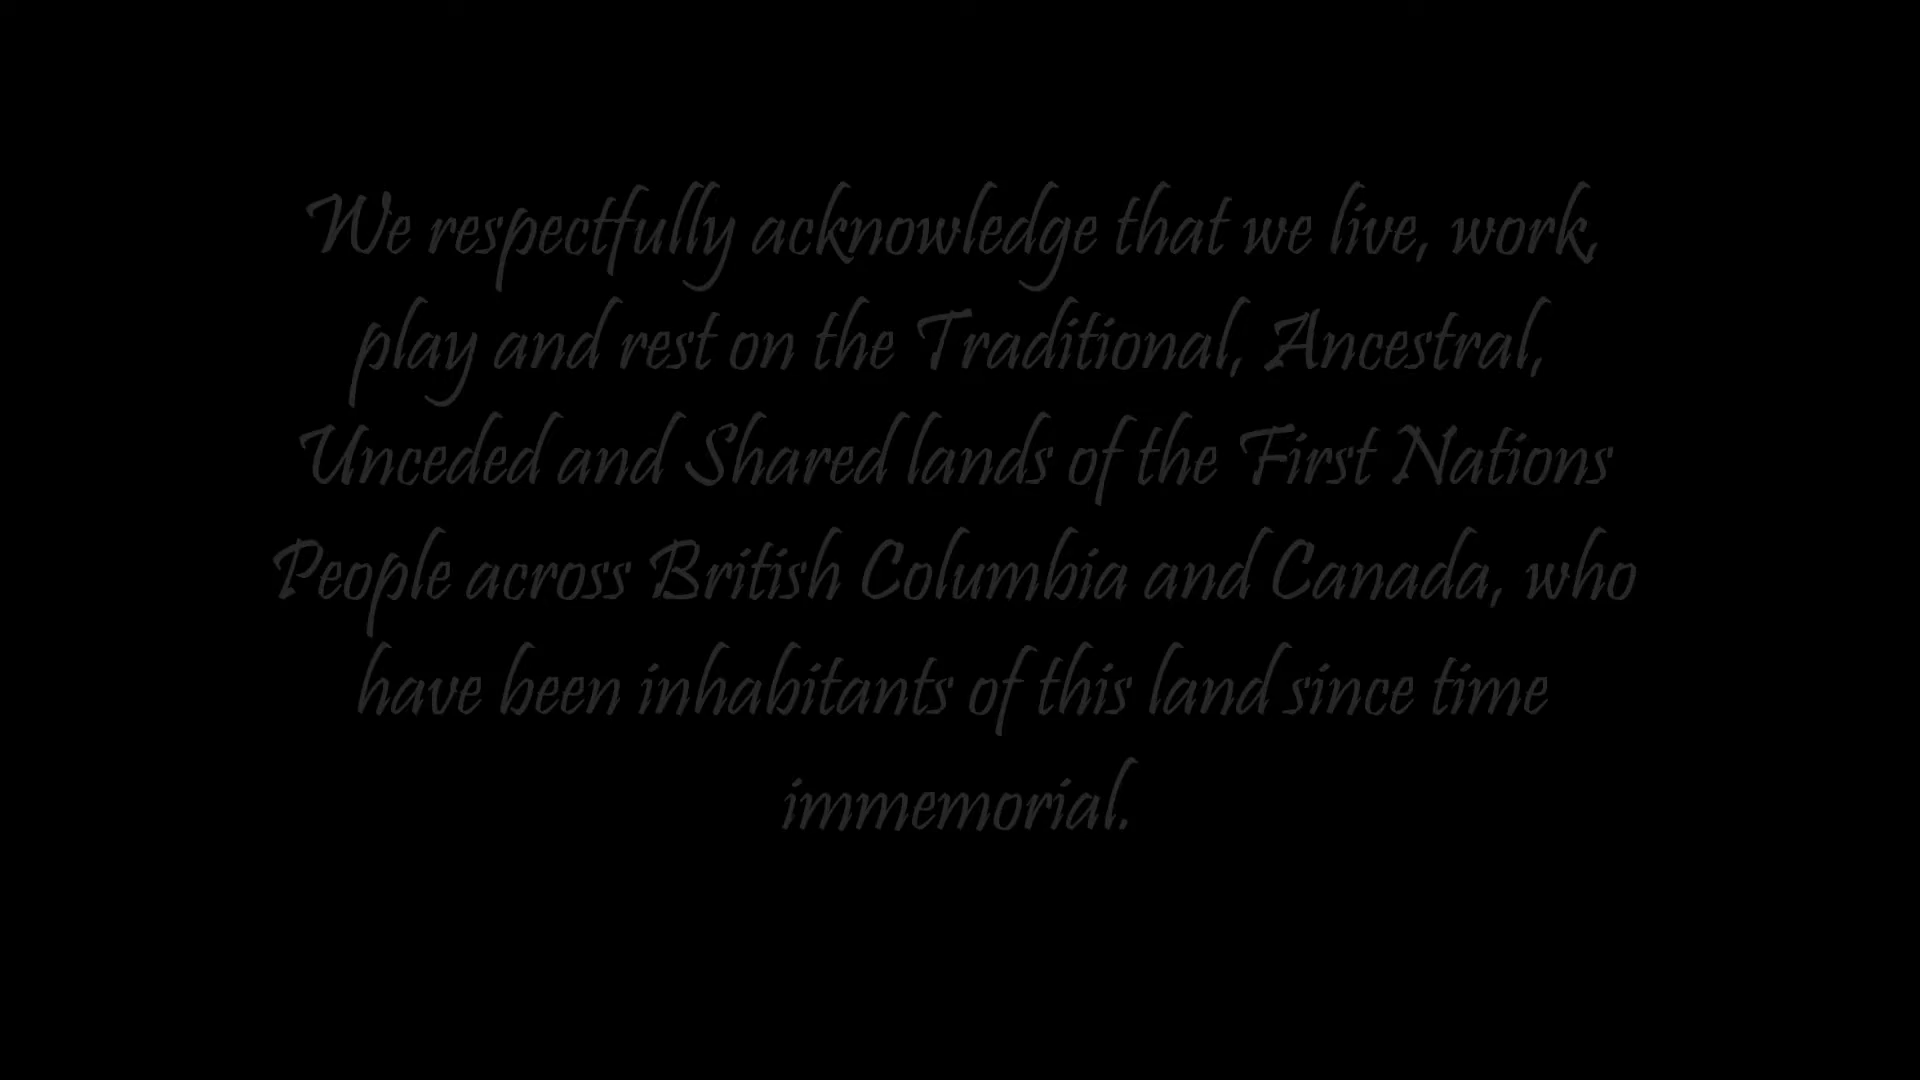 We respectfully acknowledge that we live, work,
play and rest on the Traditional, Ancestral,
Unceded and Shared lands of the First Nations
People across British Columbia and Canada, who
have been inhabitants of this land since time
immemorial.